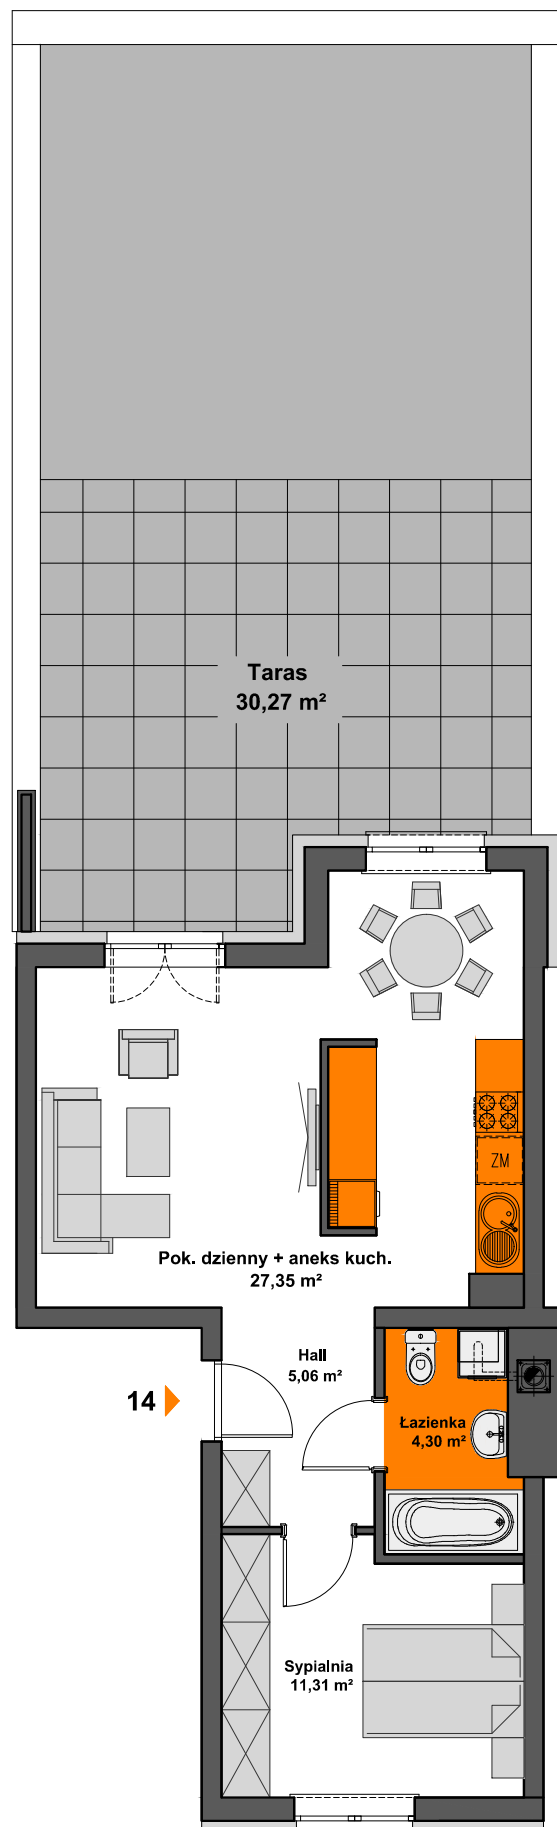 Taras
30,27 m²
ZM
Pok. dzienny + aneks kuch.
27,35 m²
Hall
5,06 m²
14
Łazienka
4,30 m²
Sypialnia
11,31 m²